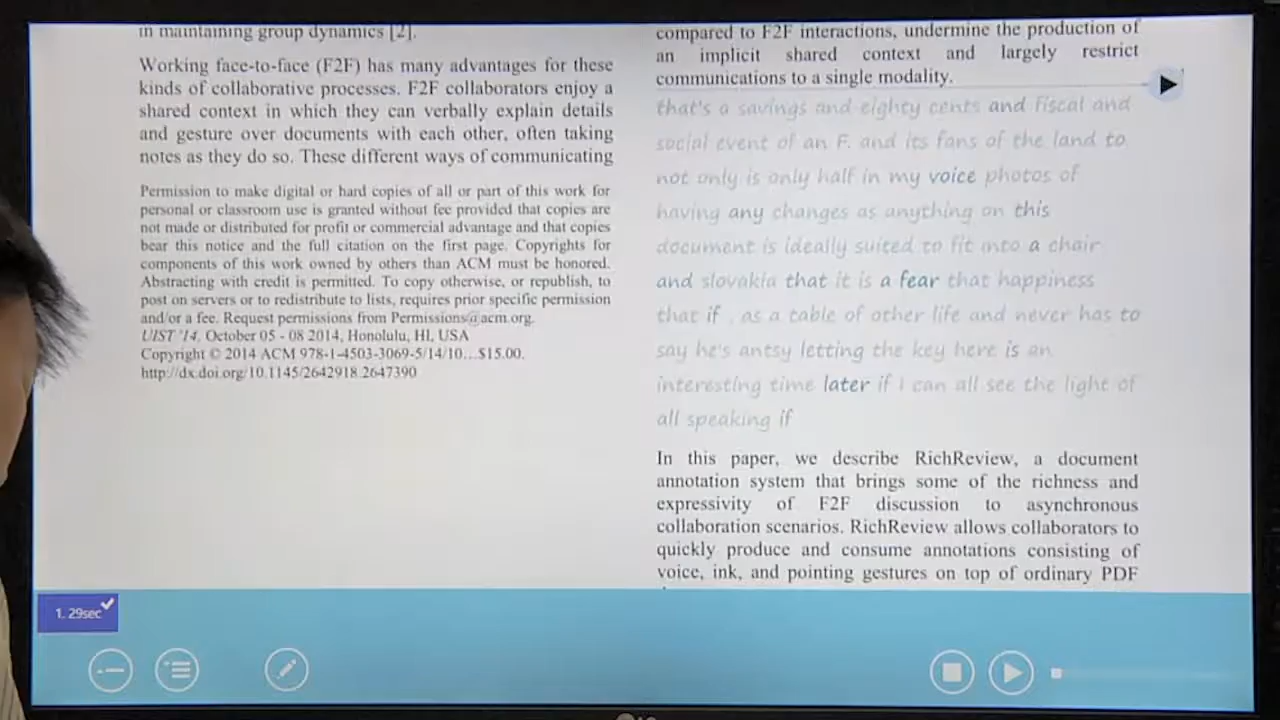 in maintaining group dynamics [2].
Working face-to-face (F2F) has many advantages for these
kinds of collaborative processes. F2F collaborators enjoy a
shared context in which they can verbally explain details
and gesture over documents with each other, often taking
notes as they do so. These different ways of communicating
Permission to make digital or hard copies of all or part of this work for
personal or classroom use is granted without fee provided that copies are
not made or distributed for profit or commercial advantage and that copies
bear this notice and the full citation on the first page. Copyrights for
components of this work owned by others than ACM must be honored.
Abstracting with credit is permitted. To copy otherwise, or republish, to
post on servers or to redistribute to lists, requires prior specific permission
and/or a fee. Request permissions from Permissions@acm.org.
UIST '14, October 05 - 08 2014, Honolulu, HI, USA
Copyright © 2014 ACM 978-1-4503-3069-5/14/10...$15.00.
http://dx.doi.org/10.1145/2642918.2647390
compared to F2F interactions, undermine the production of
an implicit shared context and largely restrict
communications to a single modality.
that's a savings and eighty cents and fiscal and
social event of an F. and its fans of the land to
not only is only half in my voice photos of
having any changes as anything on this
document is ideally suited to fit into a chair
and slovakia that it is a fear that happiness
that if , as a table of other life and never has to
say he's antsy letting the key here is an
interesting time later if I can all see the light of
all speaking if
In this paper, we describe RichReview, a document
annotation system that brings some of the richness and
expressivity of F2F discussion to asynchronous
collaboration scenarios. RichReview allows collaborators to
quickly produce and consume annotations consisting of
voice, ink, and pointing gestures on top of ordinary PDF
1. 29sec